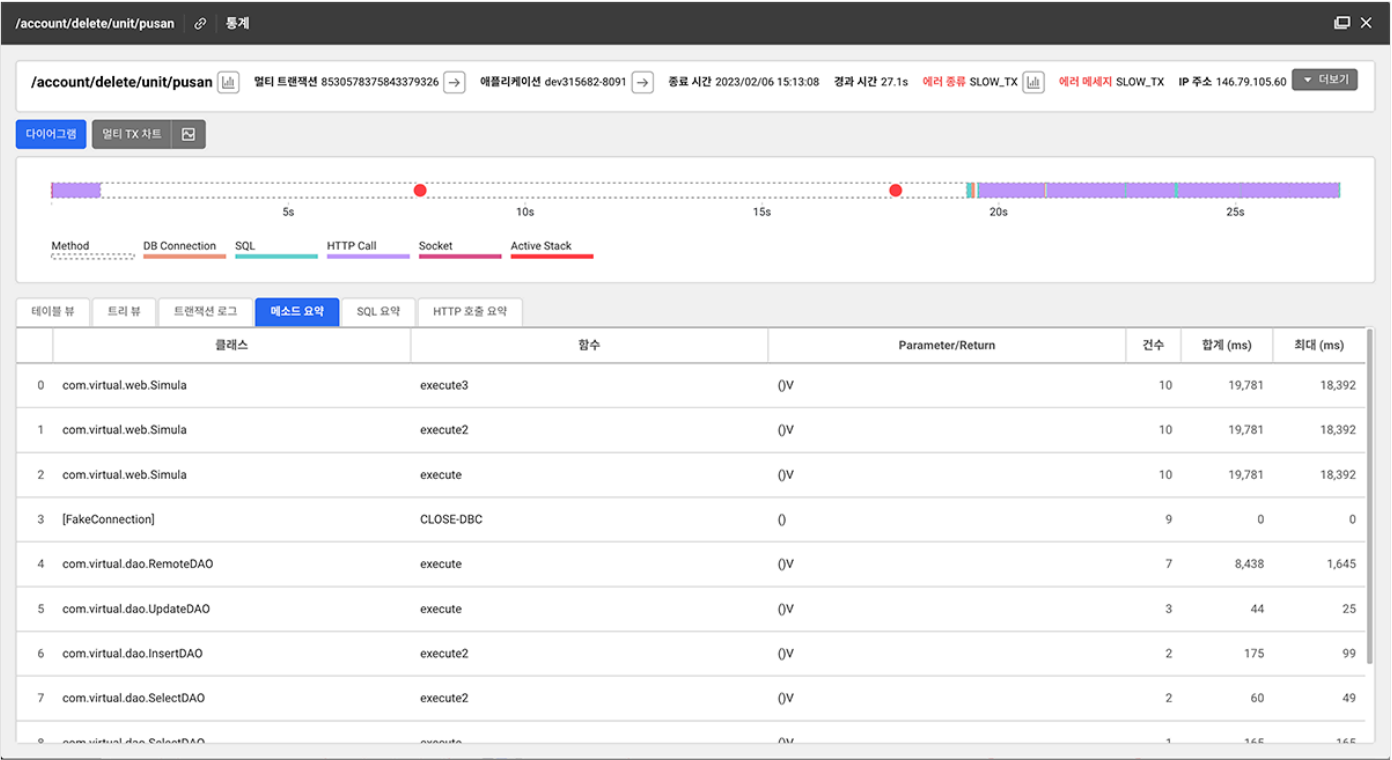 /account/delete/unit/pusan 통계
/account/delete/unit/pusan 멀티 트랜잭션 8530578375843379326 애플리케이션 dev315682-8091 종료 시간 2023/02/06 15:13:08 경과 시간 27.1s 에러 종류 SLOW_TX 에러 메세지 SLOW_TX IP 주소 146.79.105.60 더보기
다이어그램 멀티 TX 차트
5s 10s 15s 20s 25s
Method DB Connection SQL HTTP Call Socket Active Stack
테이블 뷰 트리 뷰 트랜잭션 로그 메소드 요약 SQL 요약 HTTP 호출 요약
클래스 함수 Parameter/Return 건수 합계 (ms) 최대 (ms)
0 com.virtual.web.Simula execute3 ()V 10 19,781 18,392
1 com.virtual.web.Simula execute2 ()V 10 19,781 18,392
2 com.virtual.web.Simula execute ()V 10 19,781 18,392
3 [FakeConnection] CLOSE-DBC () 9 0 0
4 com.virtual.dao.RemoteDAO execute ()V 7 8,438 1,645
5 com.virtual.dao.UpdateDAO execute ()V 3 44 25
6 com.virtual.dao.InsertDAO execute2 ()V 2 175 99
7 com.virtual.dao.SelectDAO execute2 ()V 2 60 49
8 com.virtual.dao.SelectDAO execute ()V 1 165 165